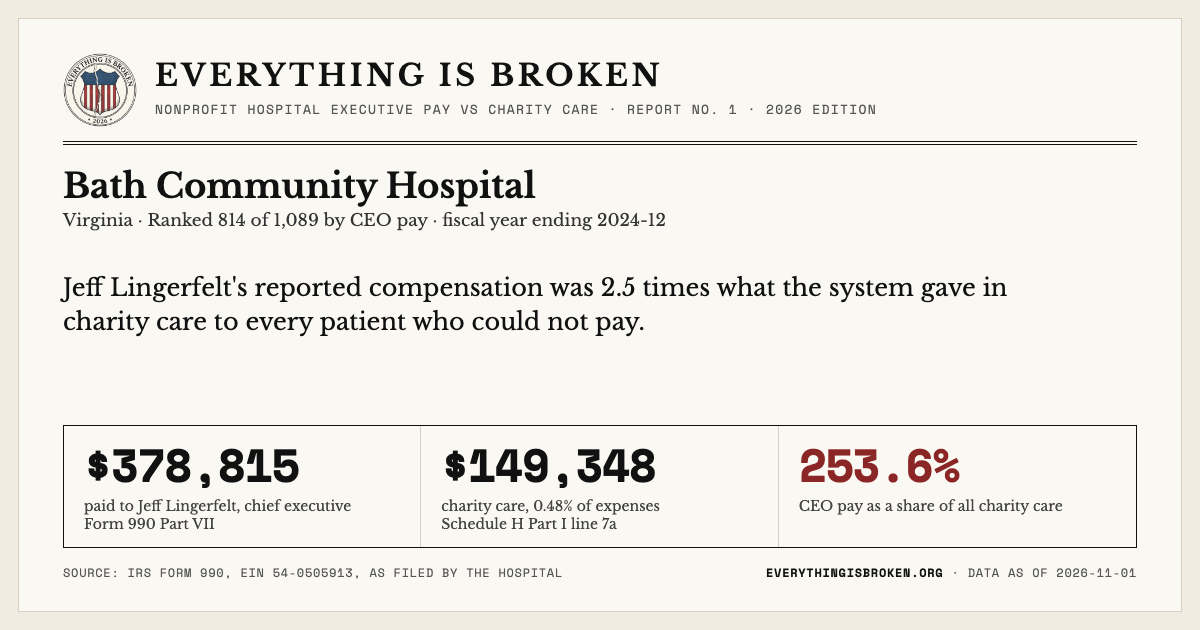 EVERYTHING IS BROKEN
2026
EVERYTHING IS BROKEN
NONPROFIT HOSPITAL EXECUTIVE PAY VS CHARITY CARE · REPORT NO. 1 · 2026 EDITION
Bath Community Hospital
Virginia · Ranked 814 of 1,089 by CEO pay · fiscal year ending 2024-12
Jeff Lingerfelt's reported compensation was 2.5 times what the system gave in
charity care to every patient who could not pay.
$378,815
paid to Jeff Lingerfelt, chief executive
Form 990 Part VII
$149,348
charity care, 0.48% of expenses
Schedule H Part I line 7a
253.6%
CEO pay as a share of all charity care
SOURCE: IRS FORM 990, EIN 54-0505913, AS FILED BY THE HOSPITAL
EVERYTHINGISBROKEN.ORG · DATA AS OF 2026-11-01